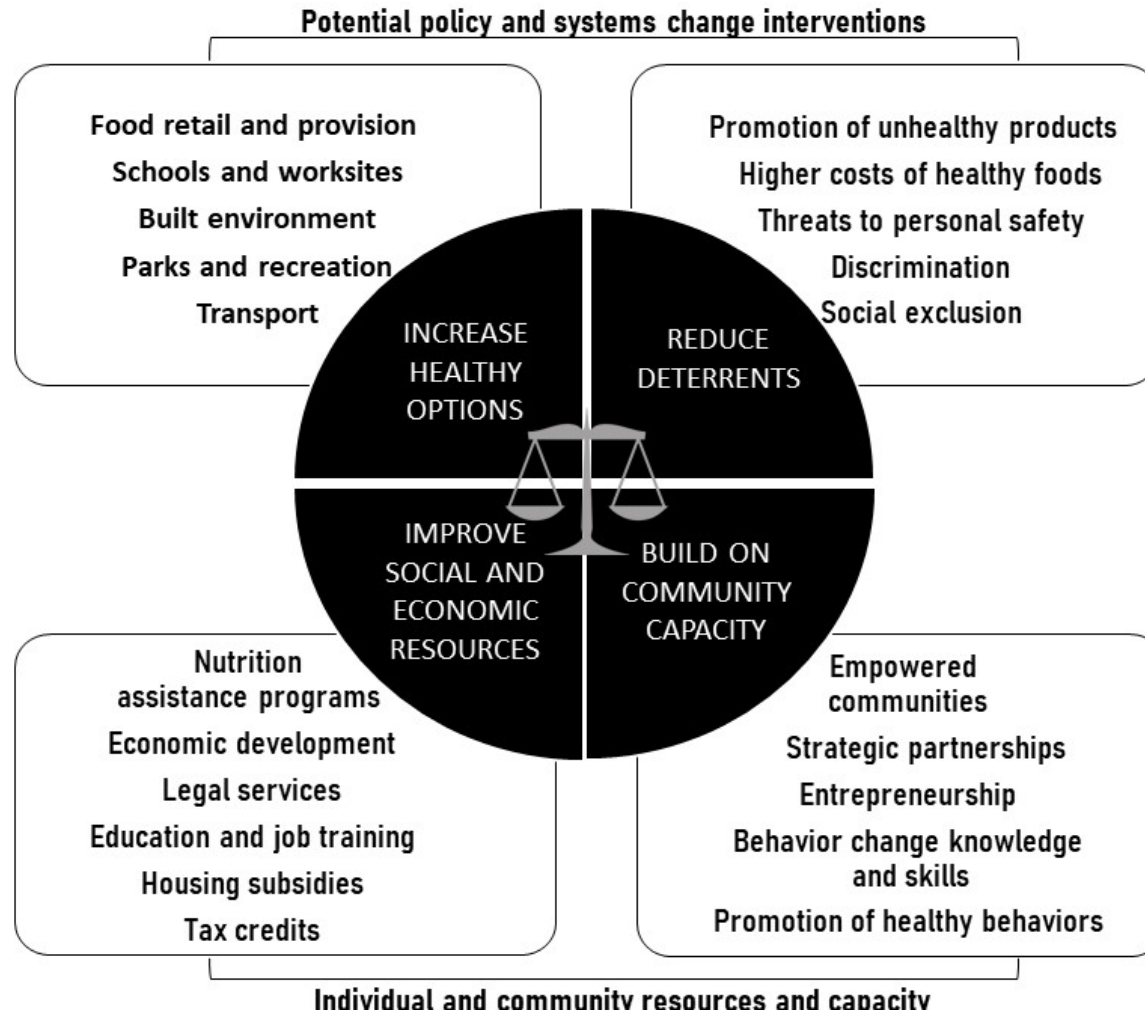 Potential policy and systems change interventions
Food retail and provision
Schools and worksites
Built environment
Parks and recreation
Transport
Promotion of unhealthy products
Higher costs of healthy foods
Threats to personal safety
Discrimination
Social exclusion
INCREASE
HEALTHY
OPTIONS
REDUCE
DETERRENTS
IMPROVE
SOCIAL AND
ECONOMIC
RESOURCES
BUILD ON
COMMUNITY
CAPACITY
Nutrition
assistance programs
Economic development
Legal services
Education and job training
Housing subsidies
Tax credits
Empowered
communities
Strategic partnerships
Entrepreneurship
Behavior change knowledge
and skills
Promotion of healthy behaviors
Individual and community resources and capacity